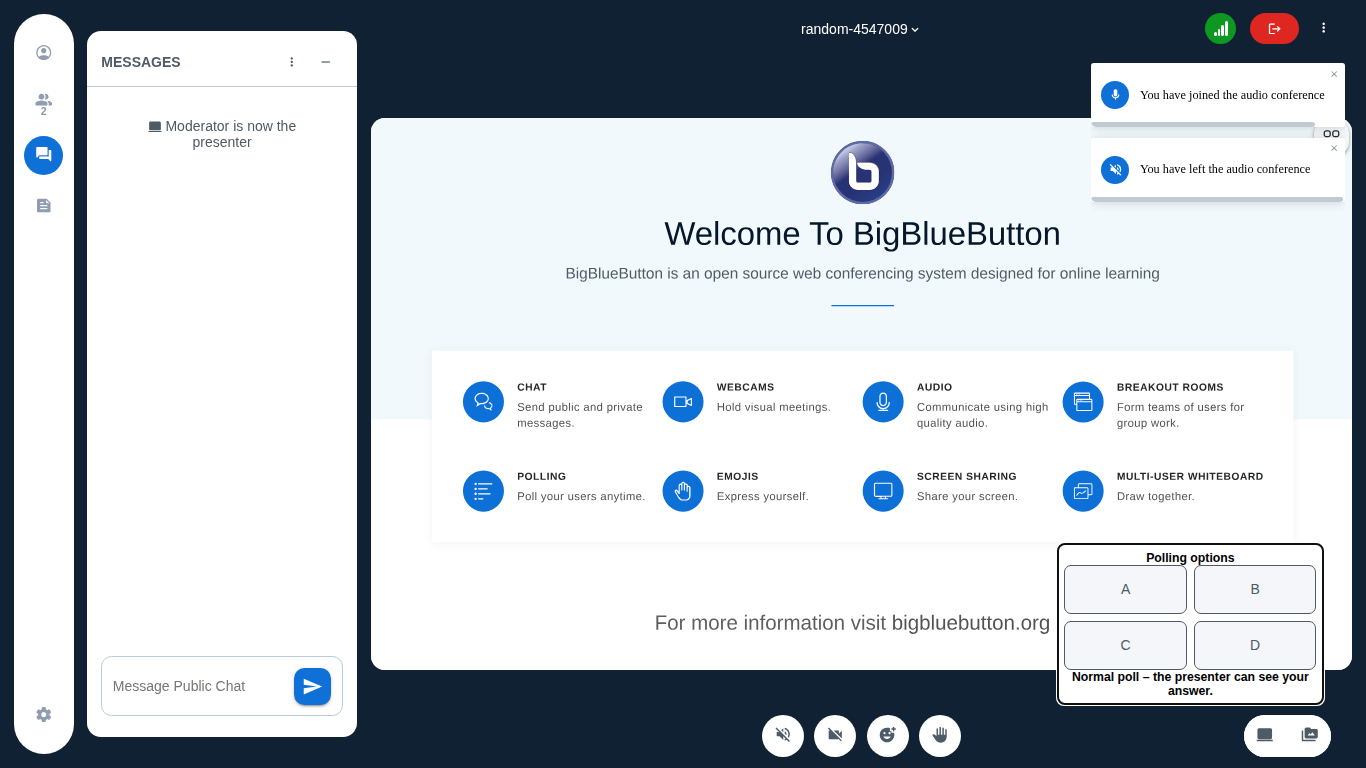 random-4547009
MESSAGES
2
Moderator is now the
presenter
Message Public Chat
You have joined the audio conference
You have left the audio conference
Welcome To BigBlueButton
BigBlueButton is an open source web conferencing system designed for online learning
CHAT
Send public and private
messages.
WEBCAMS
Hold visual meetings.
AUDIO
Communicate using high
quality audio.
BREAKOUT ROOMS
Form teams of users for
group work.
POLLING
Poll your users anytime.
EMOJIS
Express yourself.
SCREEN SHARING
Share your screen.
MULTI-USER WHITEBOARD
Draw together.
For more information visit bigbluebutton.org
Polling options
A
B
C
D
Normal poll – the presenter can see your
answer.